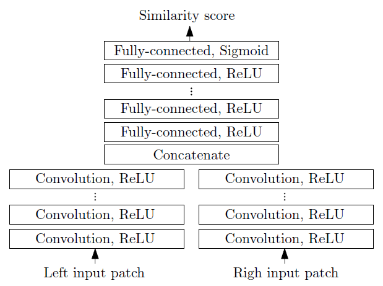 Similarity score
Fully-connected, Sigmoid
Fully-connected, ReLU
Fully-connected, ReLU
Fully-connected, ReLU
Concatenate
Convolution, ReLU
Convolution, ReLU
Convolution, ReLU
Left input patch
Convolution, ReLU
Convolution, ReLU
Convolution, ReLU
Righ input patch